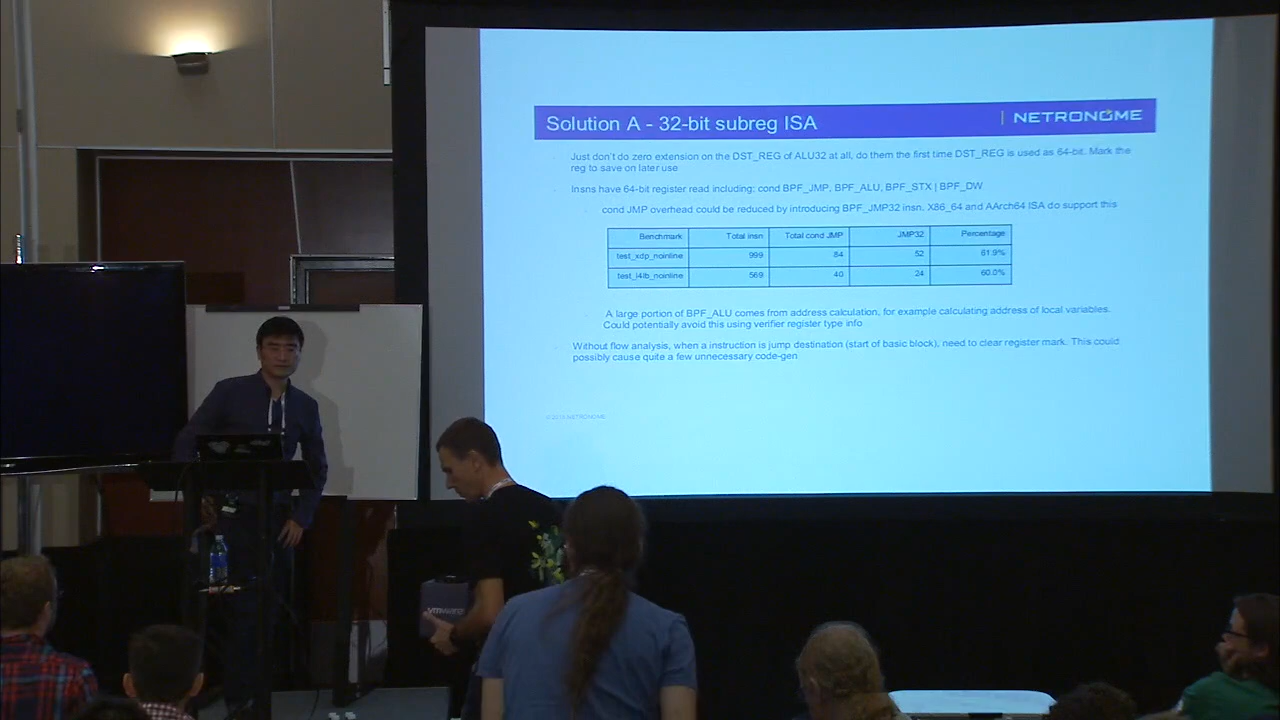 Solution A - 32-bit subreg ISA
NETRONOME
Just don't do zero extension on the DST_REG of ALU32 at all, do them the first time DST_REG is used as 64-bit. Mark the
reg to save on later use
Insns have 64-bit register read including: cond BPF_JMP, BPF_ALU, BPF_STX | BPF_DW
cond JMP overhead could be reduced by introducing BPF_JMP32 insn. X86_64 and AArch64 ISA do support this
Benchmark Total insn Total cond JMP JMP32 Percentage
test_xdp_noinline 999 84 52 61.9%
test_l4lb_noinline 569 40 24 60.0%
A large portion of BPF_ALU comes from address calculation, for example calculating address of local variables.
Could potentially avoid this using verifier register type info
Without flow analysis, when a instruction is jump destination (start of basic block), need to clear register mark. This could
possibly cause quite a few unnecessary code-gen
NETRONOME
vmware